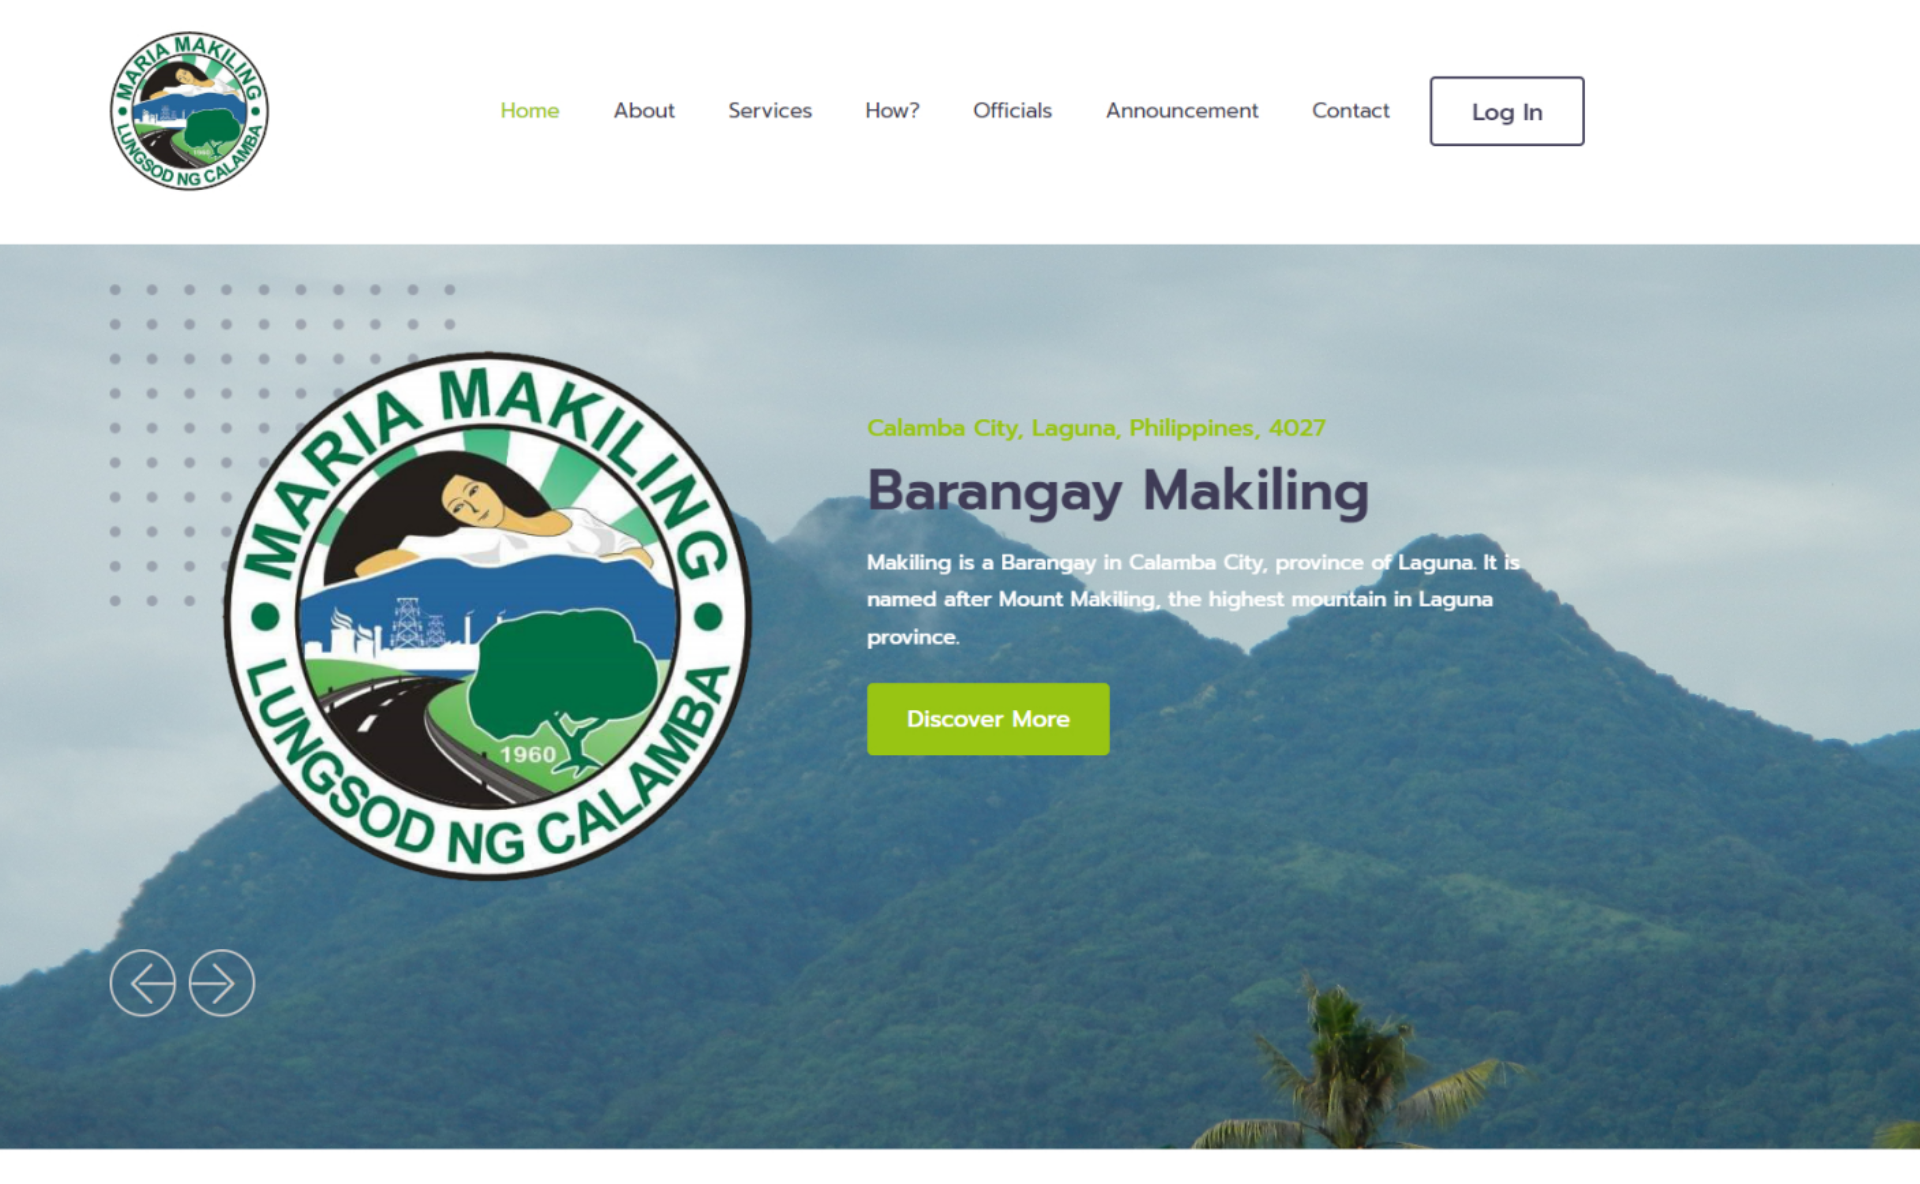 MARIA MAKILING
LUNGSOD NG CALAMBA
1960
Home About Services How? Officials Announcement Contact Log In
MARIA MAKILING
LUNGSOD NG CALAMBA
1960
Calamba City, Laguna, Philippines, 4027
Barangay Makiling
Makiling is a Barangay in Calamba City, province of Laguna. It is
named after Mount Makiling, the highest mountain in Laguna
province.
Discover More